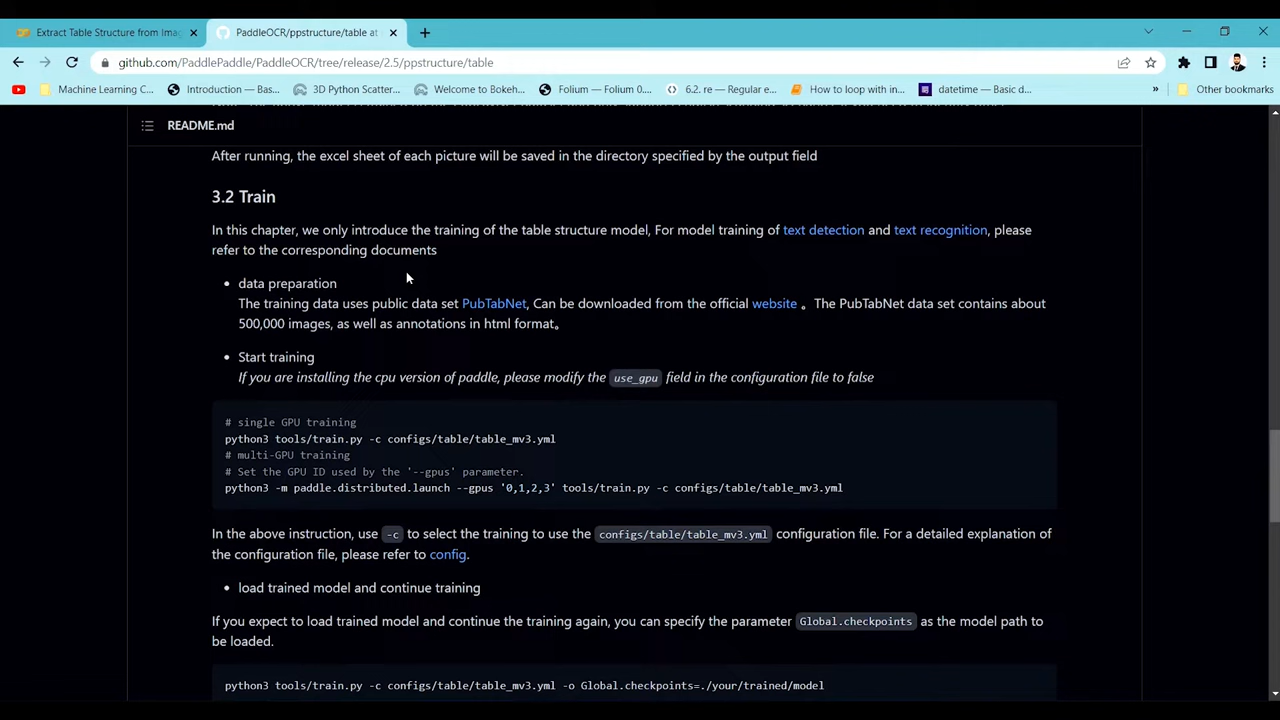 Extract Table Structure from Imag
PaddleOCR/ppstructure/table at
github.com/PaddlePaddle/PaddleOCR/tree/release/2.5/ppstructure/table
Machine Learning C...
Introduction — Bas...
3D Python Scatter...
Welcome to Bokeh...
Folium — Folium 0....
6.2. re — Regular e...
How to loop with in...
datetime — Basic d...
»
Other bookmarks
README.md
After running, the excel sheet of each picture will be saved in the directory specified by the output field
3.2 Train
In this chapter, we only introduce the training of the table structure model, For model training of text detection and text recognition, please
refer to the corresponding documents
• data preparation
The training data uses public data set PubTabNet, Can be downloaded from the official website 。The PubTabNet data set contains about
500,000 images, as well as annotations in html format。
• Start training
If you are installing the cpu version of paddle, please modify the use_gpu field in the configuration file to false
# single GPU training
python3 tools/train.py -c configs/table/table_mv3.yml
# multi-GPU training
# Set the GPU ID used by the '--gpus' parameter.
python3 -m paddle.distributed.launch --gpus '0,1,2,3' tools/train.py -c configs/table/table_mv3.yml
In the above instruction, use -c to select the training to use the configs/table/table_mv3.yml configuration file. For a detailed explanation of
the configuration file, please refer to config.
• load trained model and continue training
If you expect to load trained model and continue the training again, you can specify the parameter Global.checkpoints as the model path to
be loaded.
python3 tools/train.py -c configs/table/table_mv3.yml -o Global.checkpoints=./your/trained/model